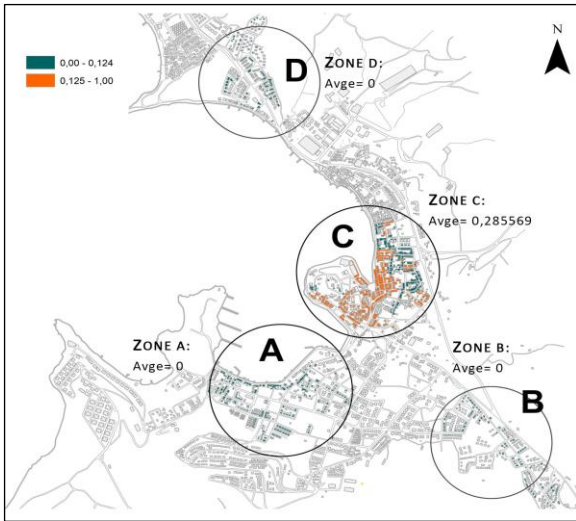 N
0,00 - 0,124
0,125 - 1,00
D
ZONE D:
Avge= 0
ZONE C:
Avge= 0,285569
C
ZONE A:
Avge= 0
A
ZONE B:
Avge= 0
B